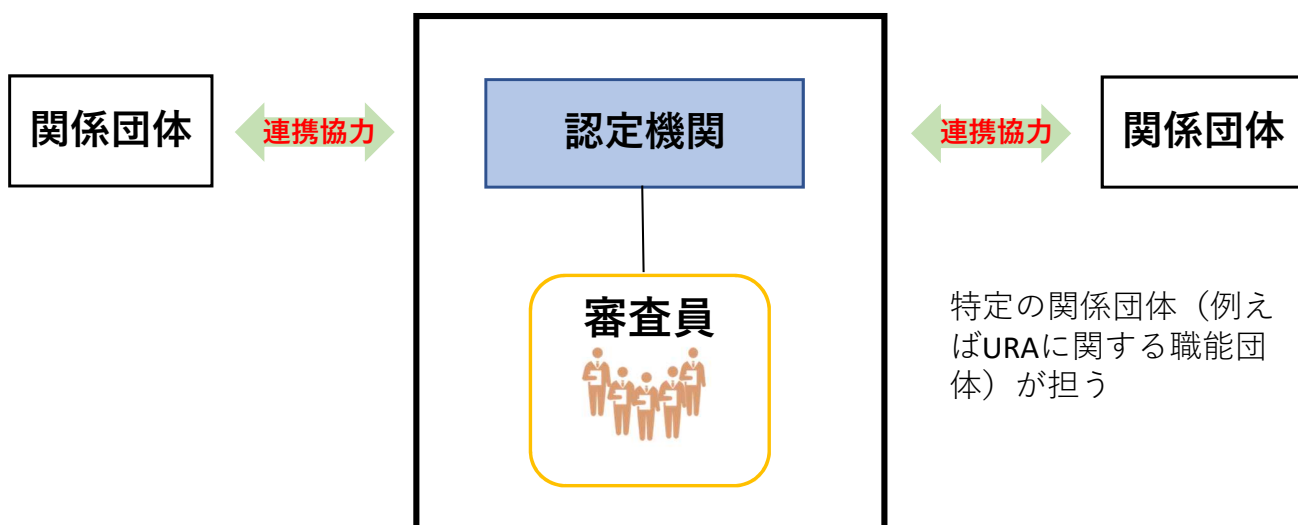 関係団体
連携協力
認定機関
連携協力
関係団体
審査員
特定の関係団体（例え
ばURAに関する職能団
体）が担う